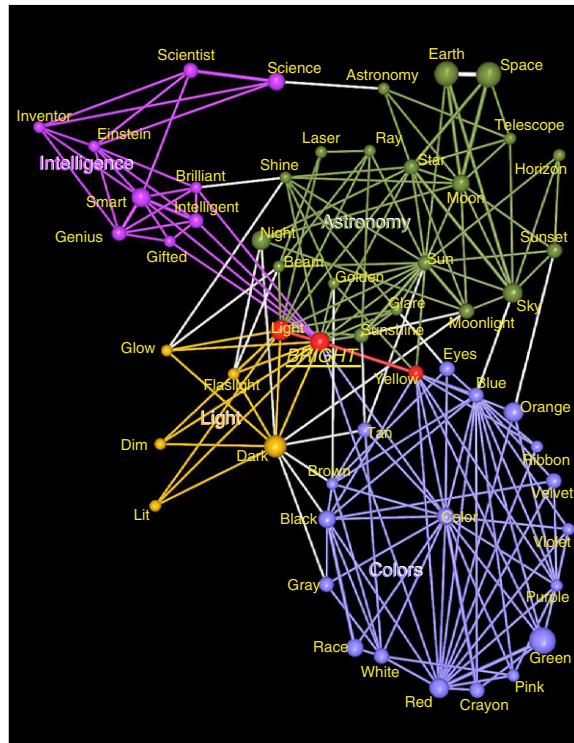 Earth
Scientist
Space
Science
Astronomy
Inventor
Einstein
Telescope
Laser
Ray
Intelligence
Shine
Star
Horizon
Brilliant
Smart
Moon
Intelligent
Astronomy
Genius
Night
Sunset
Gifted
Beam
Golden
Sun
Glare
Sky
Light
Sunshine
Moonlight
Glow
BRIGHT
Eyes
Flaslight
Yellow
Blue
Light
Orange
Dim
Dark
Tan
Ribbon
Brown
Velvet
Lit
Black
Color
Violet
Gray
Colors
Purple
Race
White
Green
Red
Crayon
Pink